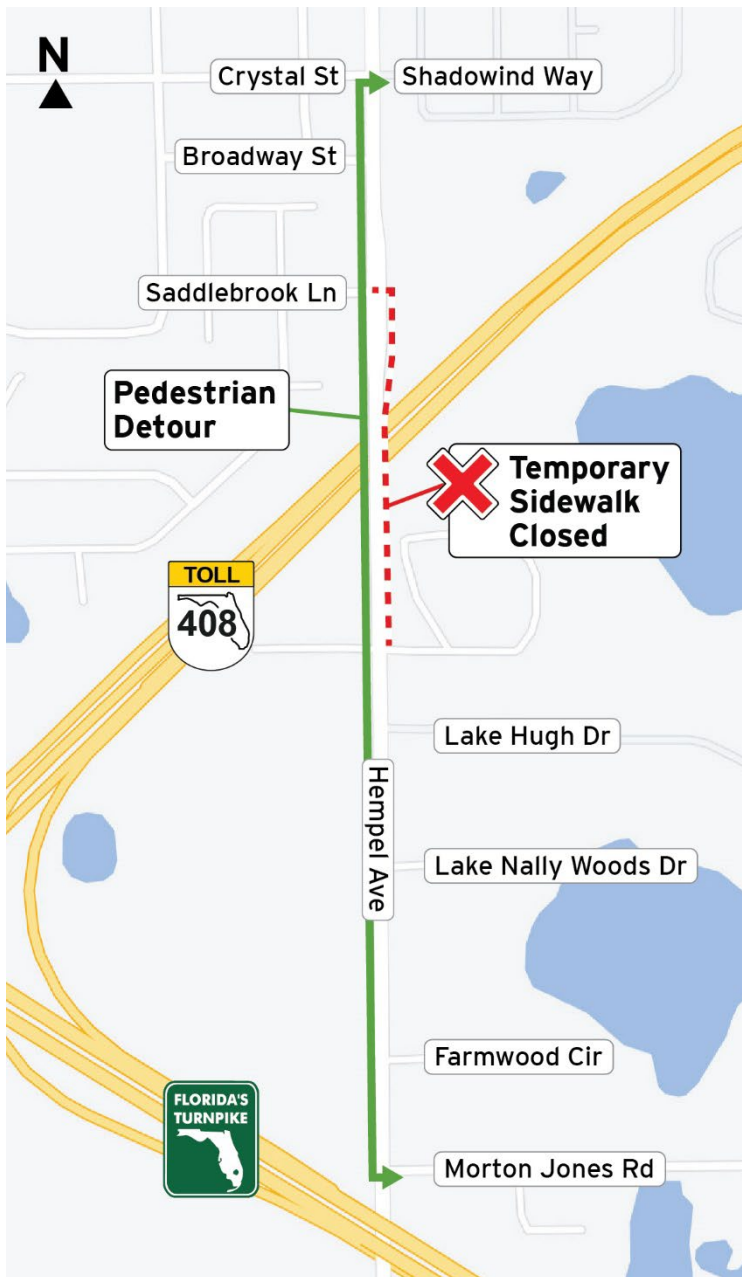 N
Crystal St
Shadowind Way
Broadway St
Saddlebrook Ln
Pedestrian
Detour
Temporary
Sidewalk
Closed
TOLL
408
Lake Hugh Dr
Hempel Ave
Lake Nally Woods Dr
Farmwood Cir
FLORIDA'S
TURNPIKE
Morton Jones Rd